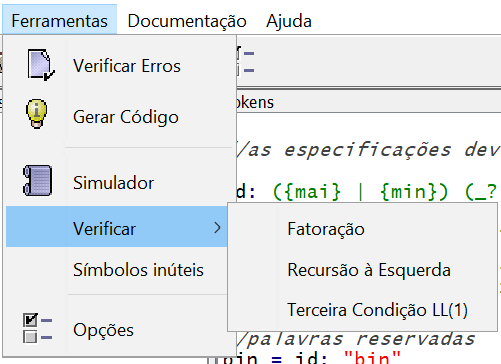 Ferramentas Documentação Ajuda
Verificar Erros
Gerar Código
okens
/as especificações dev
Simulador
d: ({mai} | {min}) (_?
Verificar
Fatoração
Símbolos inúteis
Recursão à Esquerda
Terceira Condição LL(1)
Opções
/palavras reservadas
bin = id: "bin"